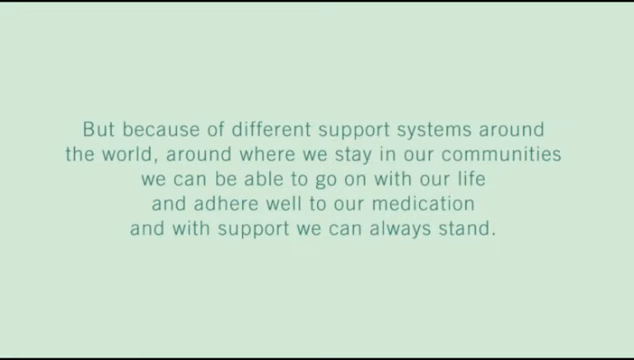 But because of different support systems around
the world, around where we stay in our communities
we can be able to go on with our life
and adhere well to our medication
and with support we can always stand.